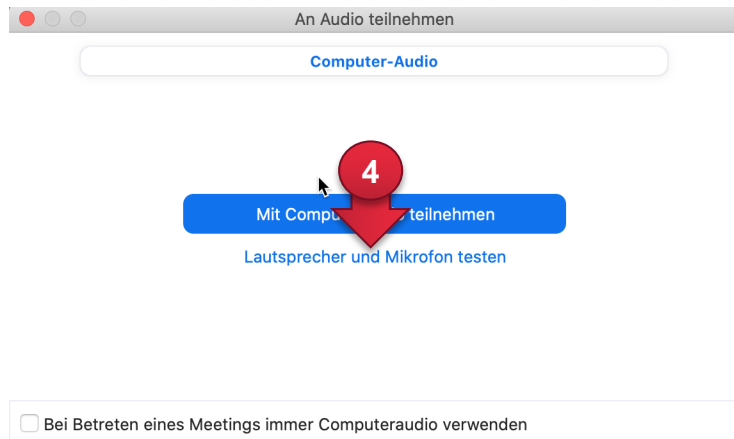 An Audio teilnehmen
Computer-Audio
4
Mit teilnehmen
Lautsprecher und Mikrofon testen
Bei Betreten eines Meetings immer Computeraudio verwenden